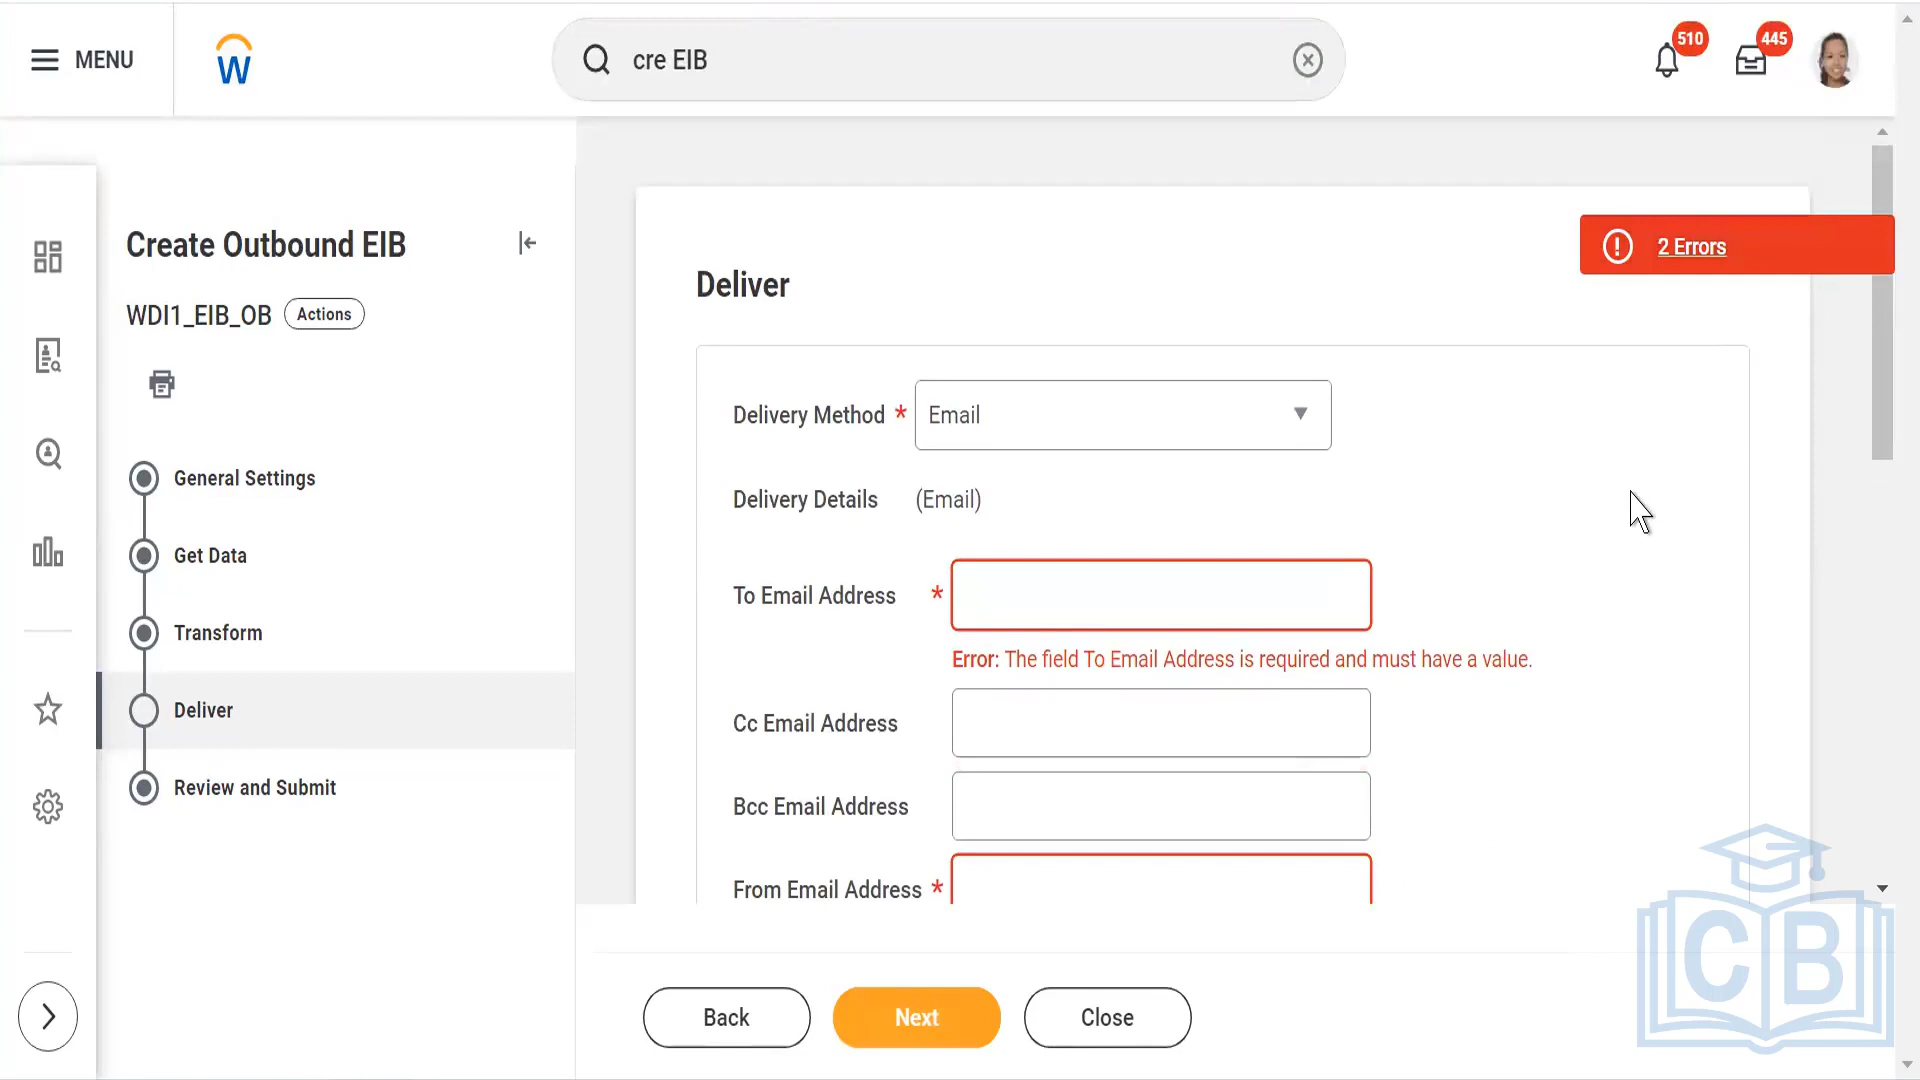 MENU
W
cre EIB
510
445
Create Outbound EIB
WDI1_EIB_OB
Actions
General Settings
Get Data
Transform
Deliver
Review and Submit
2 Errors
Deliver
Delivery Method * Email
Delivery Details (Email)
To Email Address *
Error: The field To Email Address is required and must have a value.
Cc Email Address
Bcc Email Address
From Email Address *
Back
Next
Close
CB